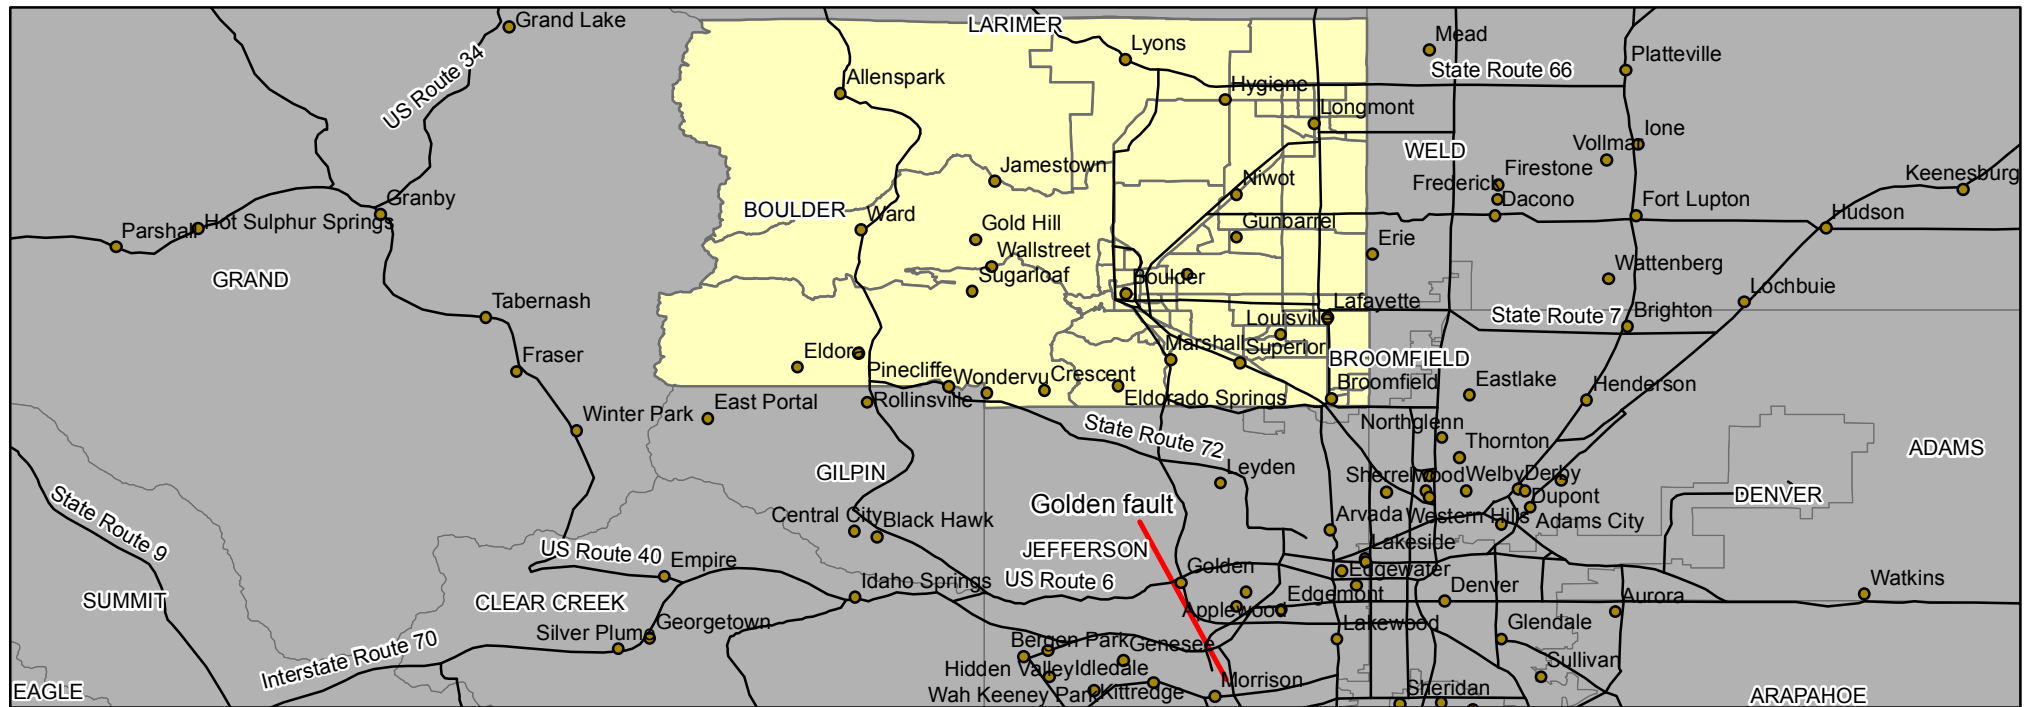 Grand Lake
LARIMER
Mead
Lyons
Platteville
US Route 34
Allenspark
State Route 66
Hygiene
Longmont
Ione
Vollmar
WELD
Jamestown
Firestone
Keenesburg
Niwot
Frederick
Granby
BOULDER
Ward
Dacono
Fort Lupton
Hudson
Parshall
Hot Sulphur Springs
Gold Hill
Gunbarrel
Erie
Wallstreet
GRAND
Sugarloaf
Boulder
Wattenberg
Lochbuie
Tabernash
Lafayette
Louisville
State Route 7
Brighton
Fraser
Eldora
Marshall
Superior
BROOMFIELD
Pinecliffe
Wondervu
Crescent
Broomfield
Eastlake
Henderson
East Portal
Rollinsville
Eldorado Springs
Winter Park
State Route 72
Northglenn
Thornton
ADAMS
GILPIN
Leyden
Sherrelwood
Welby
Derby
State Route 9
Golden fault
DENVER
Dupont
Central City
Black Hawk
Arvada
Western Hills
Adams City
US Route 40
JEFFERSON
Lakeside
Empire
Idaho Springs
US Route 6
Golden
Edgewater
Denver
Watkins
SUMMIT
CLEAR CREEK
Applewood
Edgemont
Aurora
Silver Plume
Georgetown
Lakewood
Glendale
Interstate Route 70
Bergen Park
Genesee
Hidden Valley
Idledale
Sullivan
EAGLE
Wah Keeney Park
Kittredge
Morrison
Sheridan
ARAPAHOE